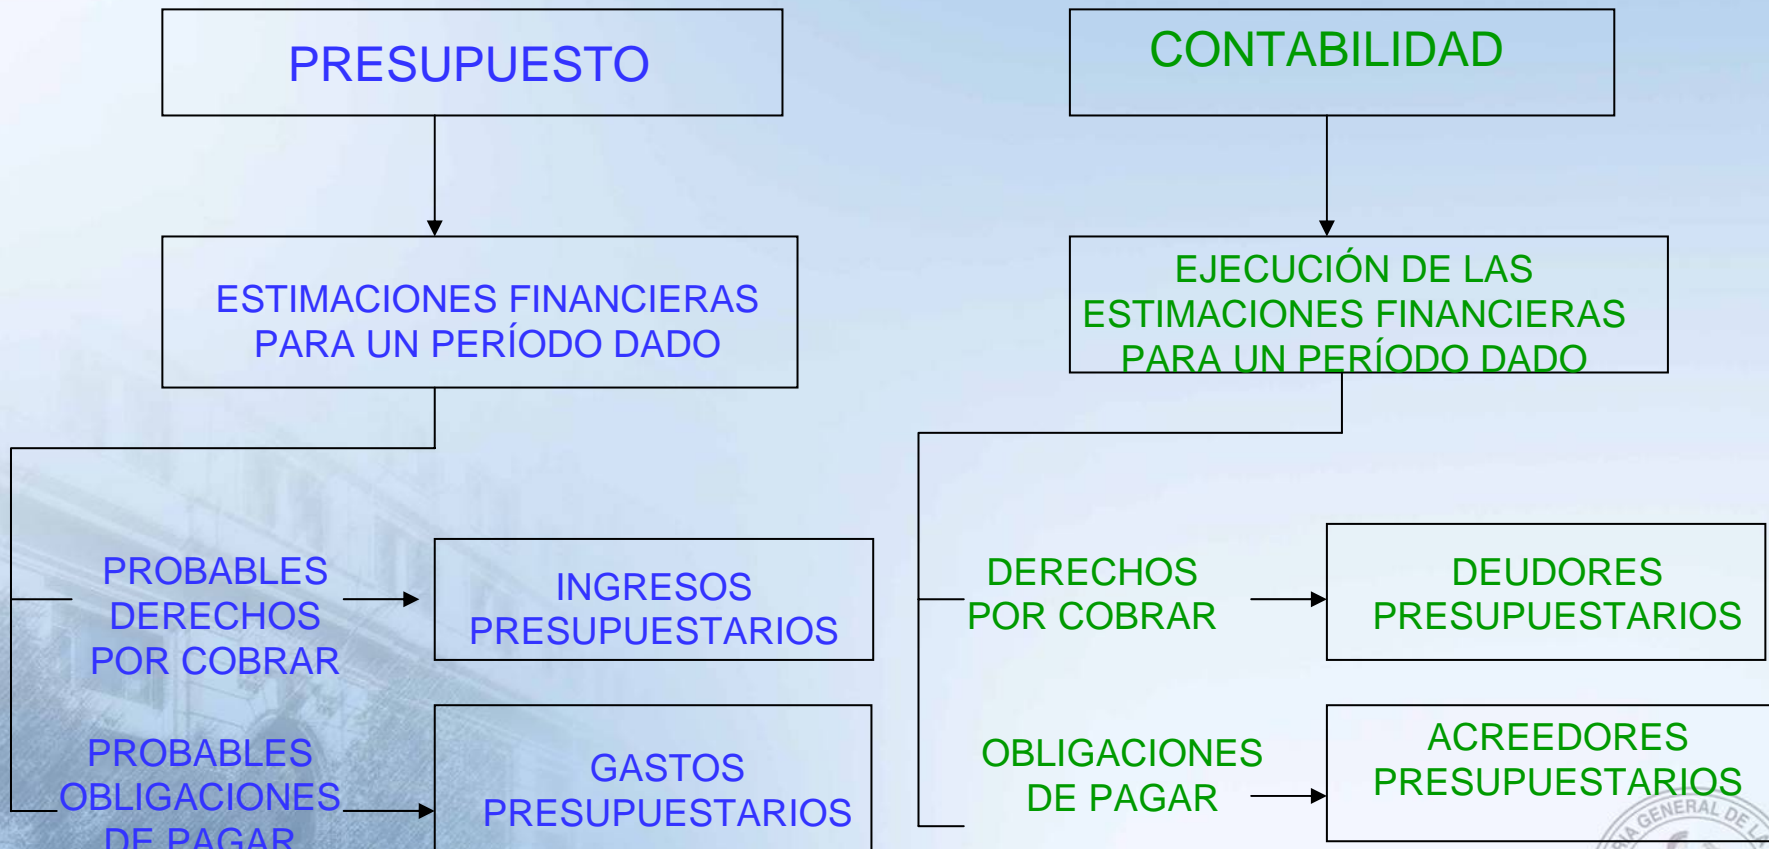 PRESUPUESTO
ESTIMACIONES FINANCIERAS
PARA UN PERÍODO DADO
PROBABLES
DERECHOS
POR COBRAR
INGRESOS
PRESUPUESTARIOS
PROBABLES
OBLIGACIONES
DE PAGAR
GASTOS
PRESUPUESTARIOS
CONTABILIDAD
EJECUCIÓN DE LAS
ESTIMACIONES FINANCIERAS
PARA UN PERÍODO DADO
DERECHOS
POR COBRAR
DEUDORES
PRESUPUESTARIOS
OBLIGACIONES
DE PAGAR
ACREEDORES
PRESUPUESTARIOS
GENERAL DE